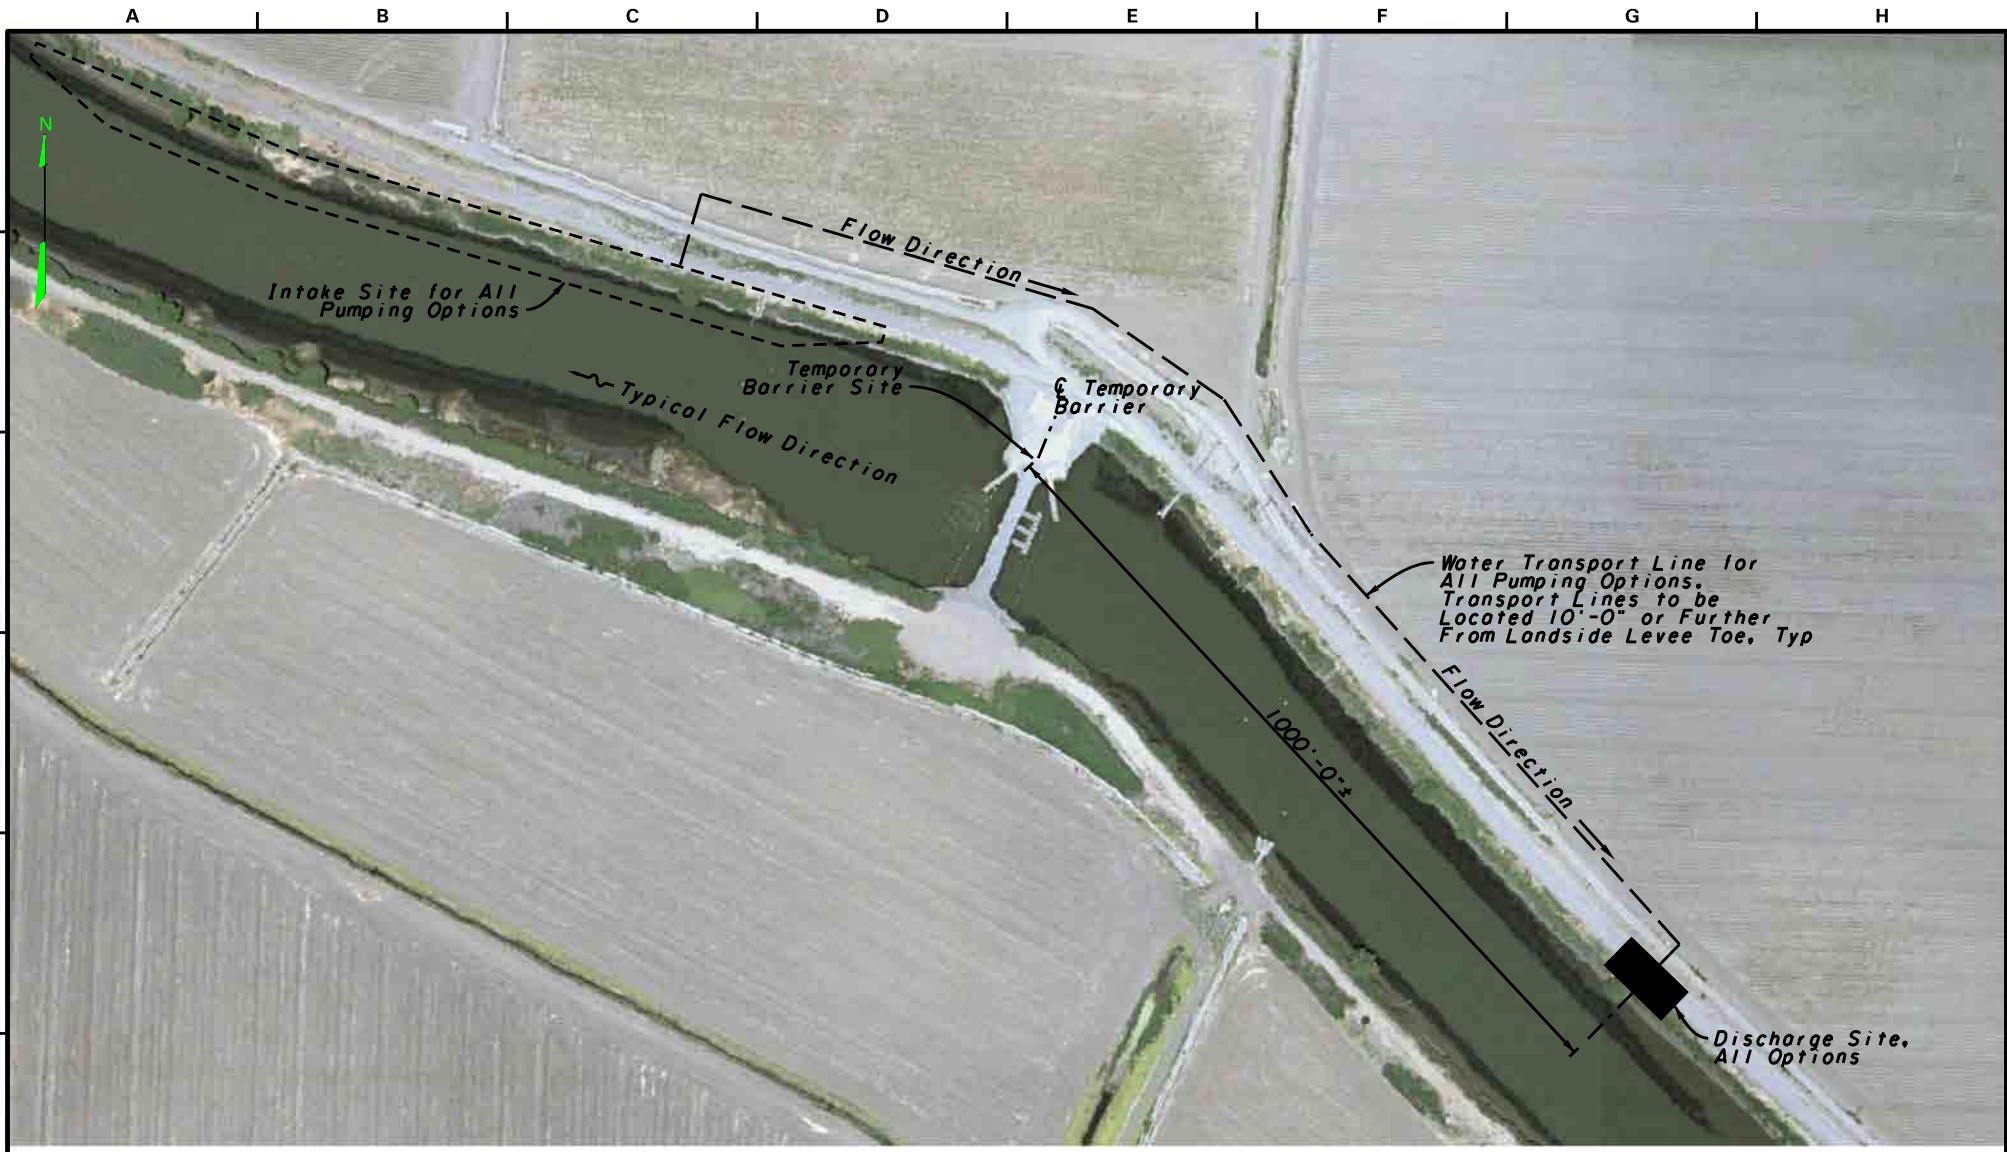 A B C D E F G H
N
Flow Direction
Intake Site for All
Pumping Options
Temporary
Barrier Site
℄ Temporary
Barrier
Typical Flow Direction
Water Transport Line for
All Pumping Options.
Transport Lines to be
Located 10'-0" or Further
From Landside Levee Toe, Typ
Flow Direction
1000'-0"±
Discharge Site,
All Options